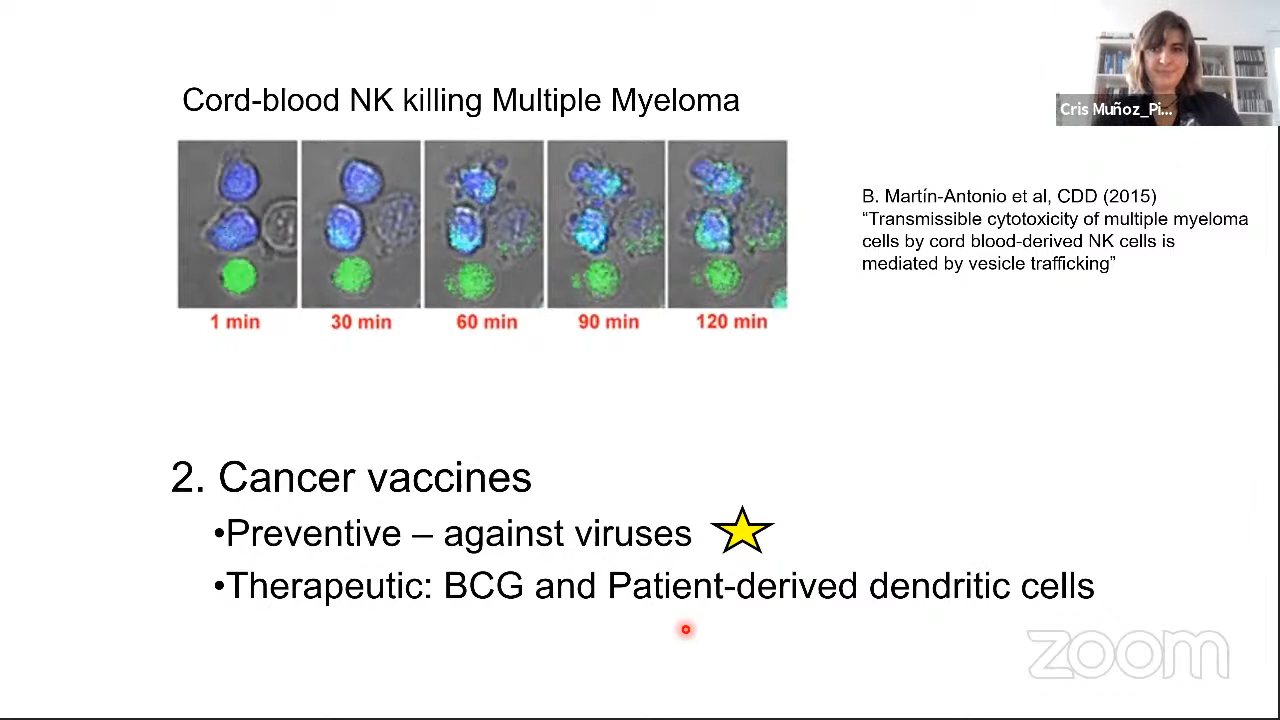 Cord-blood NK killing Multiple Myeloma
Cris Muñoz_Pi...
B. Martín-Antonio et al, CDD (2015)
“Transmissible cytotoxicity of multiple myeloma
cells by cord blood-derived NK cells is
mediated by vesicle trafficking”
1 min
30 min
60 min
90 min
120 min
2. Cancer vaccines
•Preventive – against viruses
•Therapeutic: BCG and Patient-derived dendritic cells
zoom